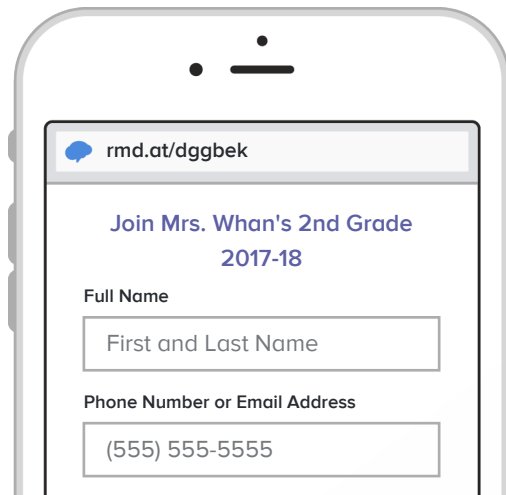 rmd.at/dggbek
Join Mrs. Whan's 2nd Grade
2017-18
Full Name
First and Last Name
Phone Number or Email Address
(555) 555-5555